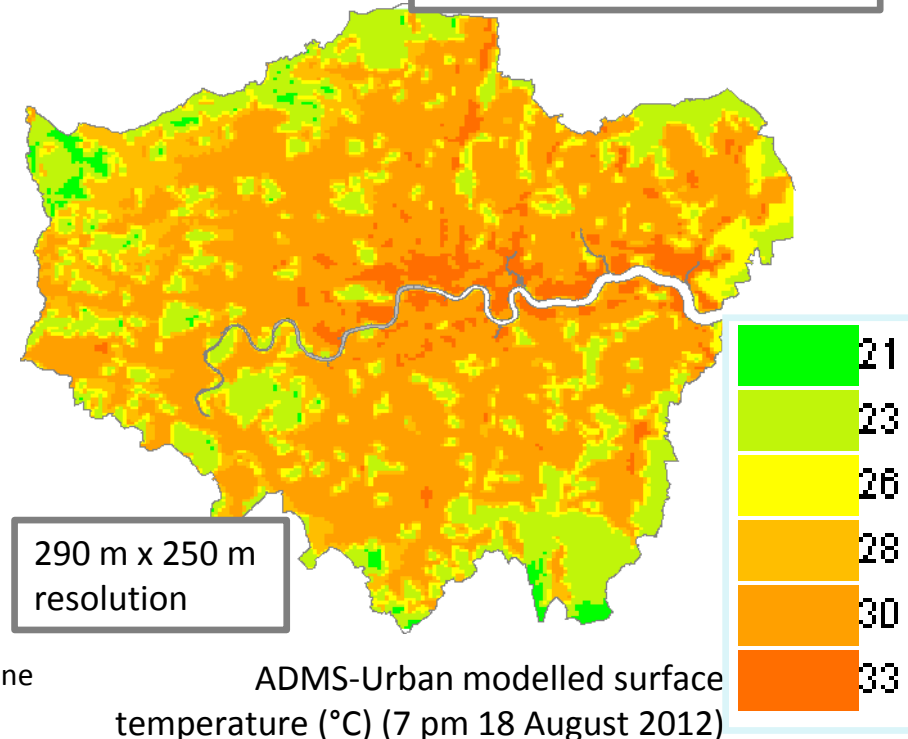 21
23
26
28
30
33
290 m x 250 m
resolution
ne
ADMS-Urban modelled surface
temperature (°C) (7 pm 18 August 2012)